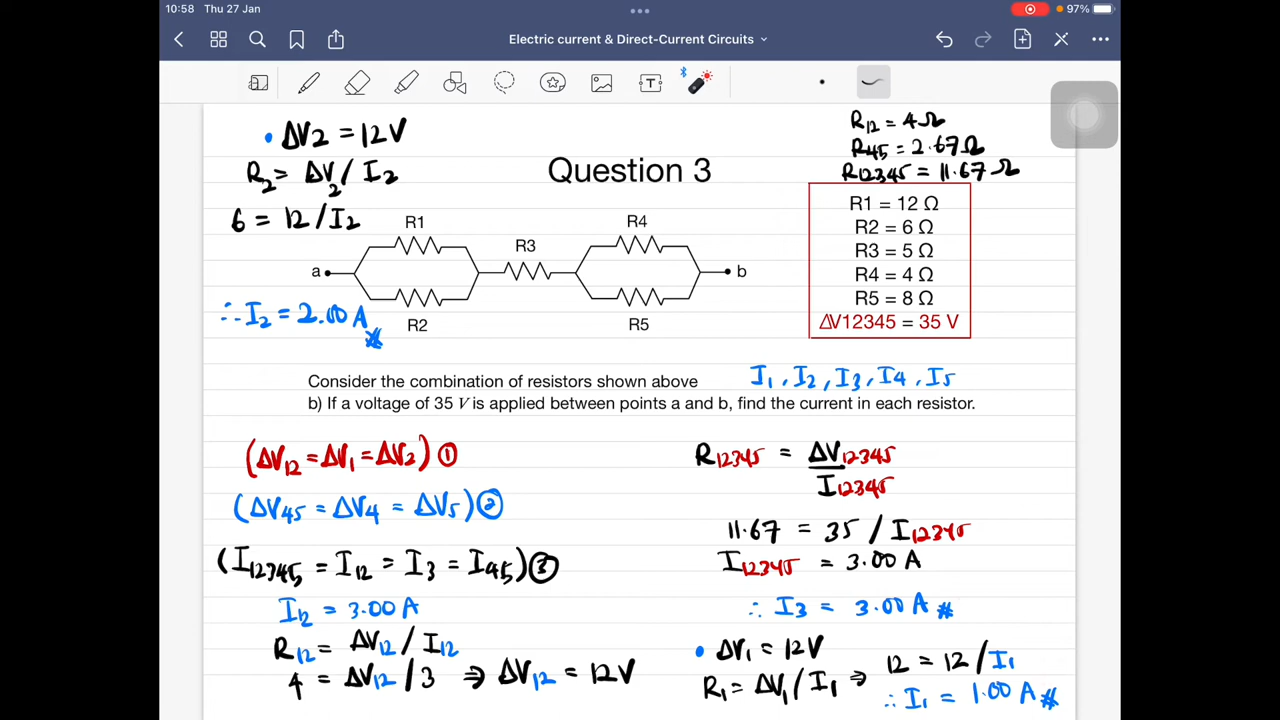 10:58 Thu 27 Jan
97%
Electric current & Direct-Current Circuits
T
• ΔV2 = 12V
R2 = ΔV2 / I2
6 = 12 / I2
∴ I2 = 2.00 A
Question 3
R12 = 4Ω
R45 = 2.67Ω
R12345 = 11.67 Ω
R1 = 12 Ω
R2 = 6 Ω
R3 = 5 Ω
R4 = 4 Ω
R5 = 8 Ω
ΔV12345 = 35 V
R1
R4
R3
a
b
R2
R5
Consider the combination of resistors shown above
I1, I2, I3, I4, I5
b) If a voltage of 35 V is applied between points a and b, find the current in each resistor.
(ΔV12 = ΔV1 = ΔV2) ①
(ΔV45 = ΔV4 = ΔV5) ②
(I12345 = I12 = I3 = I45) ③
I12 = 3.00 A
R12 = ΔV12 / I12
4 = ΔV12 / 3 ⇒ ΔV12 = 12V
R12345 = ΔV12345
I12345
11.67 = 35 / I12345
I12345 = 3.00 A
∴ I3 = 3.00 A #
• ΔV1 = 12V
R1 = ΔV1 / I1 ⇒ 12 = 12 / I1
∴ I1 = 1.00 A #